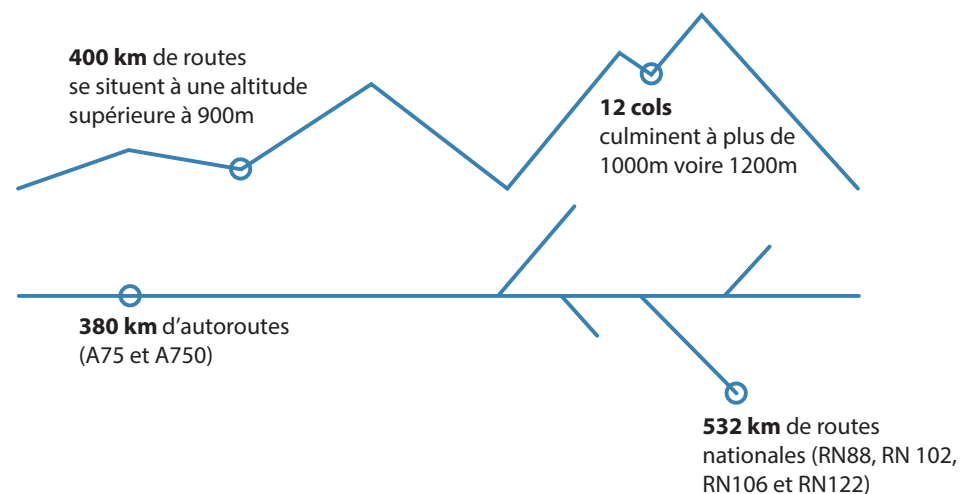 400 km de routes
se situent à une altitude
supérieure à 900m
12 cols
culminent à plus de
1000m voire 1200m
380 km d’autoroutes
(A75 et A750)
532 km de routes
nationales (RN88, RN 102,
RN106 et RN122)